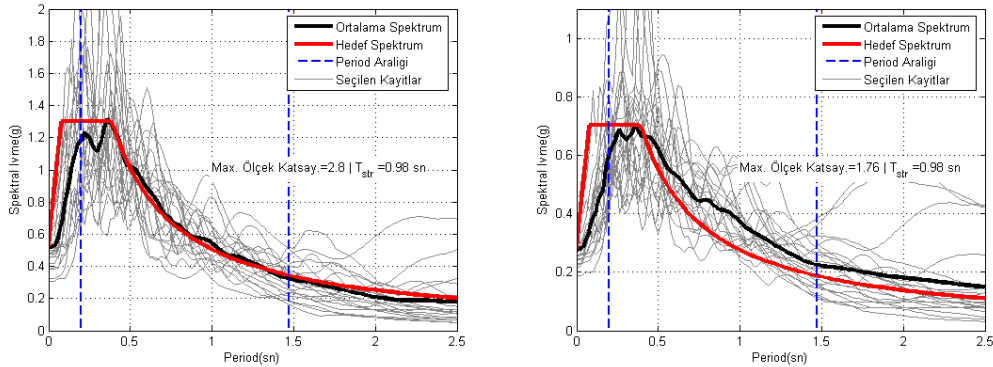 Spektral Ivme(g)
2
1.8
1.6
1.4
1.2
1
0.8
0.6
0.4
0.2
0
0
0.5
1
1.5
2
2.5
Period(sn)
Ortalama Spektrum
Hedef Spektrum
Period Araligi
Seçilen Kayitlar
Max. Ölçek Katsay.=2.8 | Tstr =0.98 sn
Spektral Ivme(g)
1
0.8
0.6
0.4
0.2
0
0
0.5
1
1.5
2
2.5
Period(sn)
Ortalama Spektrum
Hedef Spektrum
Period Araligi
Seçilen Kayitlar
Max. Ölçek Katsay.=1.76 | Tstr =0.98 sn